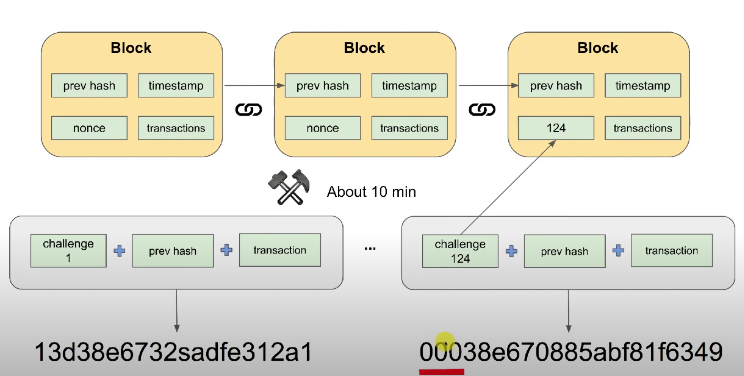 Block
Block
Block
prev hash timestamp
prev hash timestamp
prev hash timestamp
nonce transactions
nonce transactions
124 transactions
About 10 min
challenge
1
prev hash
transaction
...
challenge
124
prev hash
transaction
13d38e6732sadfe312a1
00038e670885abf81f6349